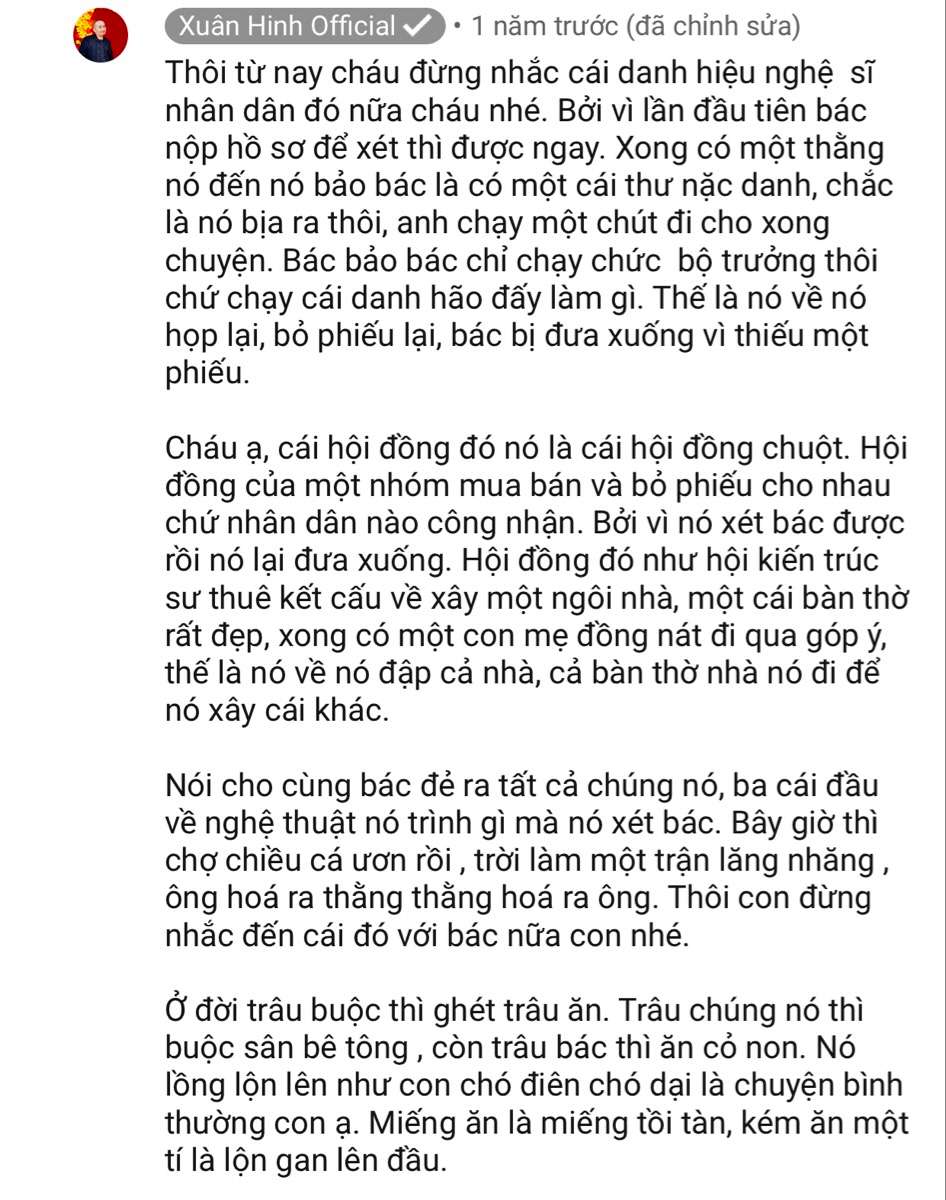 Xuân Hinh Official • 1 năm trước (đã chỉnh sửa)
Thôi từ nay cháu đừng nhắc cái danh hiệu nghệ  sĩ
nhân dân đó nữa cháu nhé. Bởi vì lần đầu tiên bác
nộp hồ sơ để xét thì được ngay. Xong có một thằng
nó đến nó bảo bác là có một cái thư nặc danh, chắc
là nó bịa ra thôi, anh chạy một chút đi cho xong
chuyện. Bác bảo bác chỉ chạy chức  bộ trưởng thôi
chứ chạy cái danh hão đấy làm gì. Thế là nó về nó
họp lại, bỏ phiếu lại, bác bị đưa xuống vì thiếu một
phiếu.

Cháu ạ, cái hội đồng đó nó là cái hội đồng chuột. Hội
đồng của một nhóm mua bán và bỏ phiếu cho nhau
chứ nhân dân nào công nhận. Bởi vì nó xét bác được
rồi nó lại đưa xuống. Hội đồng đó như hội kiến trúc
sư thuê kết cấu về xây một ngôi nhà, một cái bàn thờ
rất đẹp, xong có một con mẹ đồng nát đi qua góp ý,
thế là nó về nó đập cả nhà, cả bàn thờ nhà nó đi để
nó xây cái khác.

Nói cho cùng bác đẻ ra tất cả chúng nó, ba cái đầu
về nghệ thuật nó trình gì mà nó xét bác. Bây giờ thì
chợ chiều cá ươn rồi , trời làm một trận lăng nhăng ,
ông hoá ra thằng thằng hoá ra ông. Thôi con đừng
nhắc đến cái đó với bác nữa con nhé.

Ở đời trâu buộc thì ghét trâu ăn. Trâu chúng nó thì
buộc sân bê tông , còn trâu bác thì ăn cỏ non. Nó
lồng lộn lên như con chó điên chó dại là chuyện bình
thường con ạ. Miếng ăn là miếng tồi tàn, kém ăn một
tí là lộn gan lên đầu.